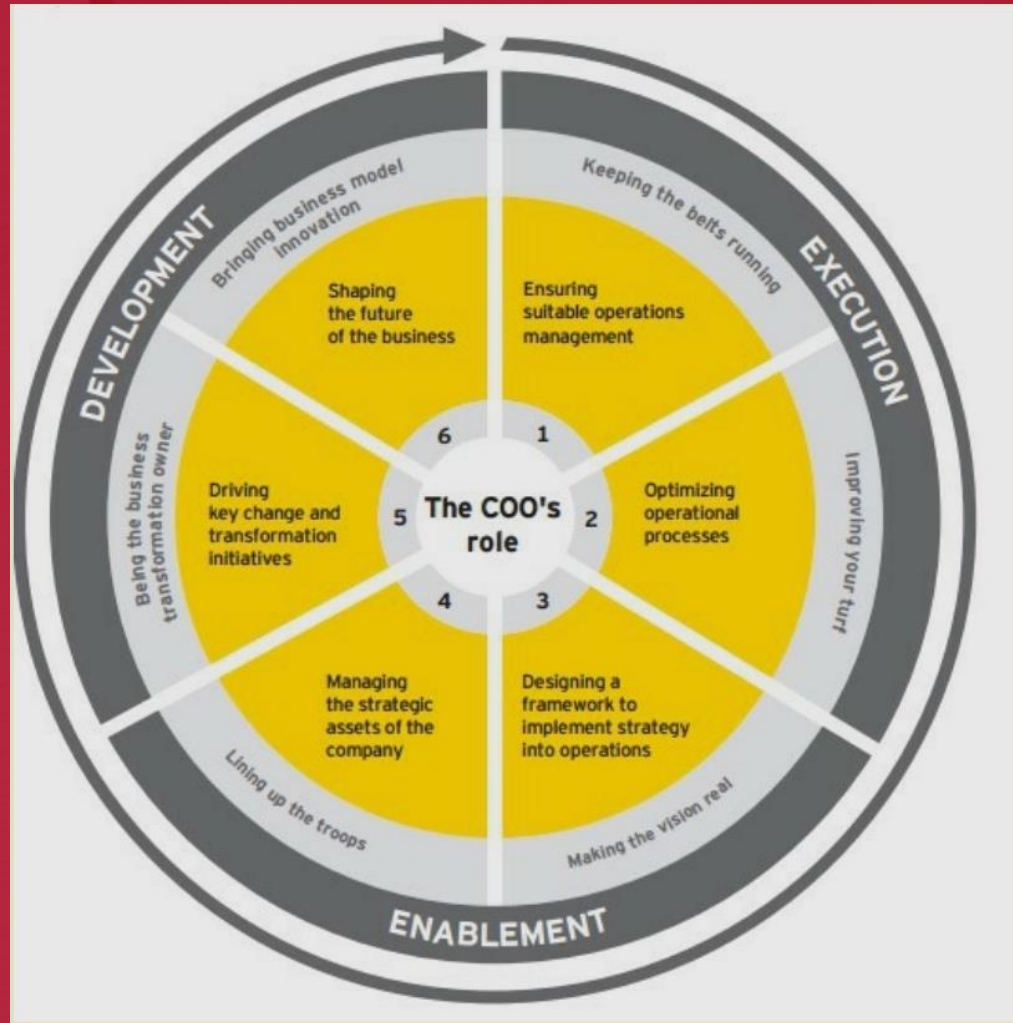 The COO's
role
1
Ensuring
suitable operations
management
Keeping the belts running
2
Optimizing
operational
processes
Improving your turf
EXECUTION
3
Designing a
framework to
implement strategy
into operations
Making the vision real
4
Managing
the strategic
assets of the
company
Lining up the troops
ENABLEMENT
5
Driving
key change and
transformation
initiatives
Being the business
transformation owner
6
Shaping
the future
of the business
Bringing business model
innovation
DEVELOPMENT